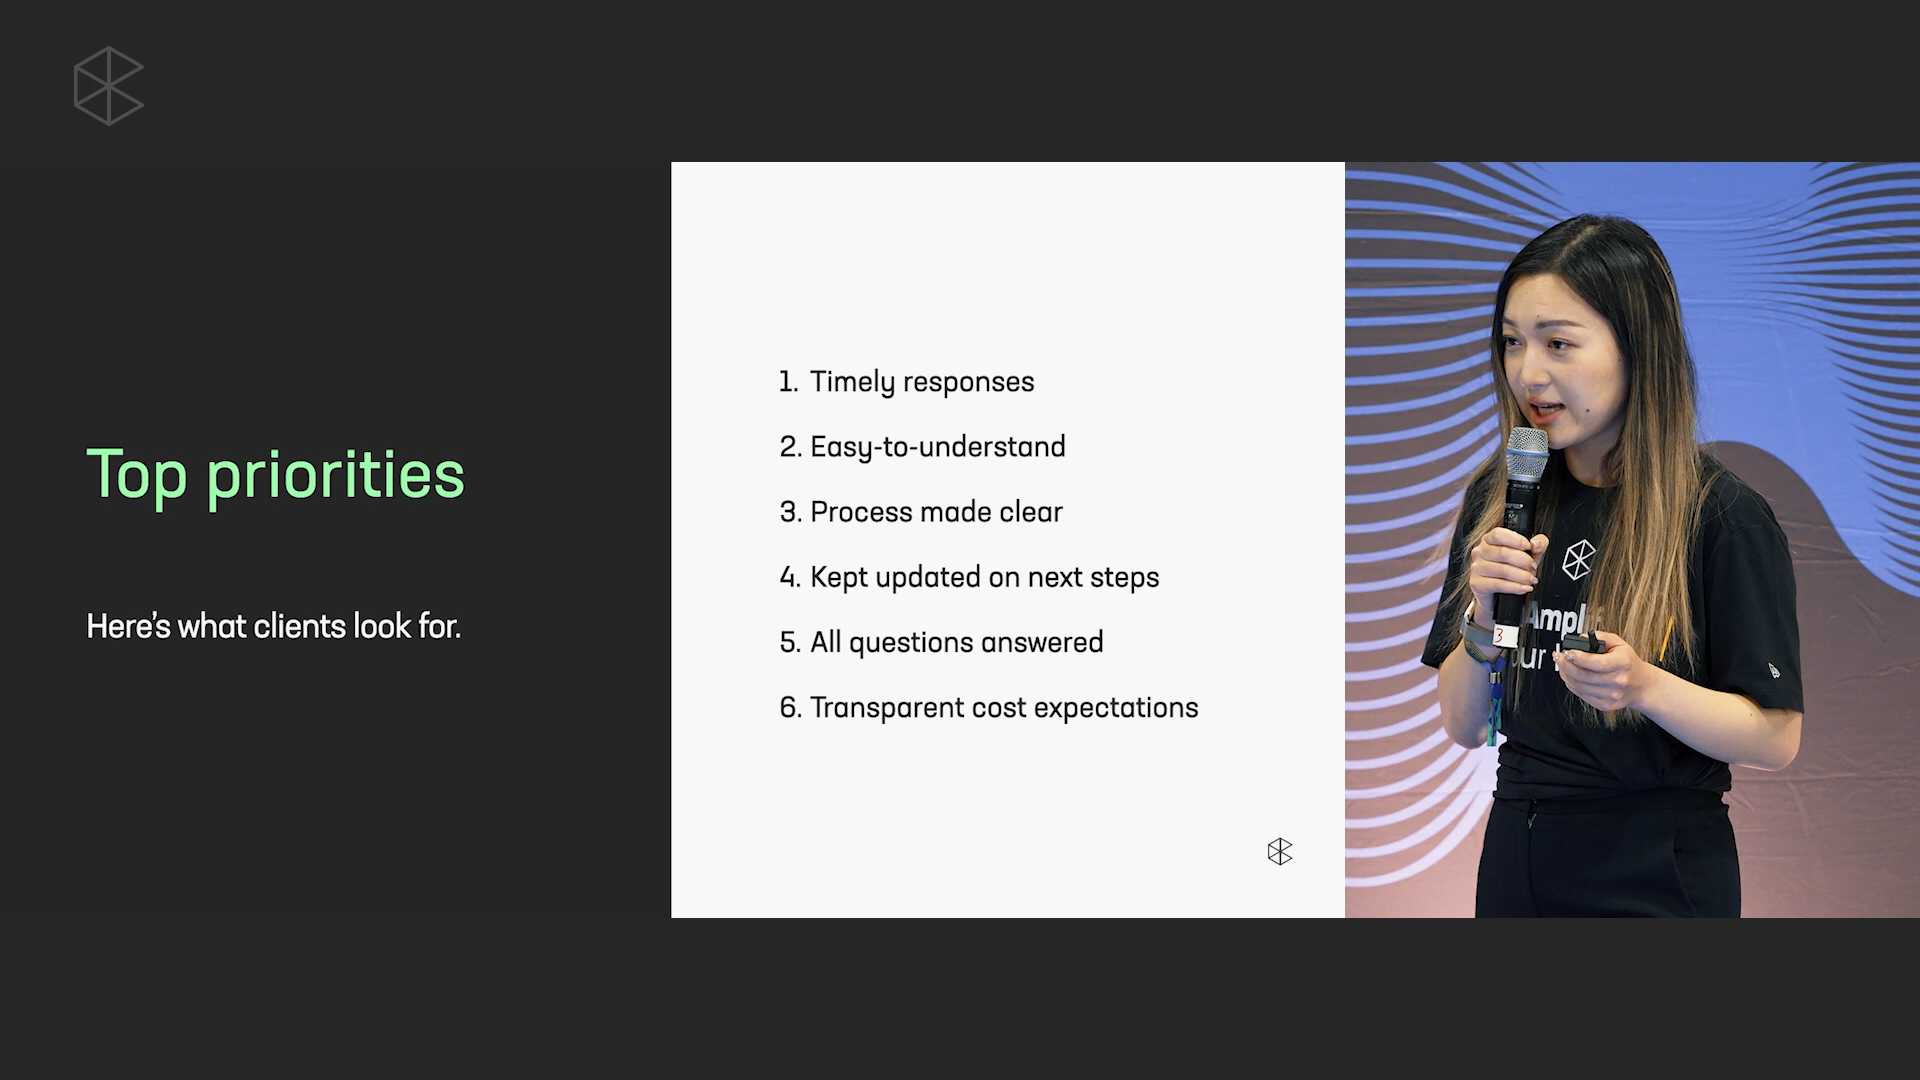 Top priorities
Here's what clients look for.
1. Timely responses
2. Easy-to-understand
3. Process made clear
4. Kept updated on next steps
5. All questions answered
6. Transparent cost expectations
3